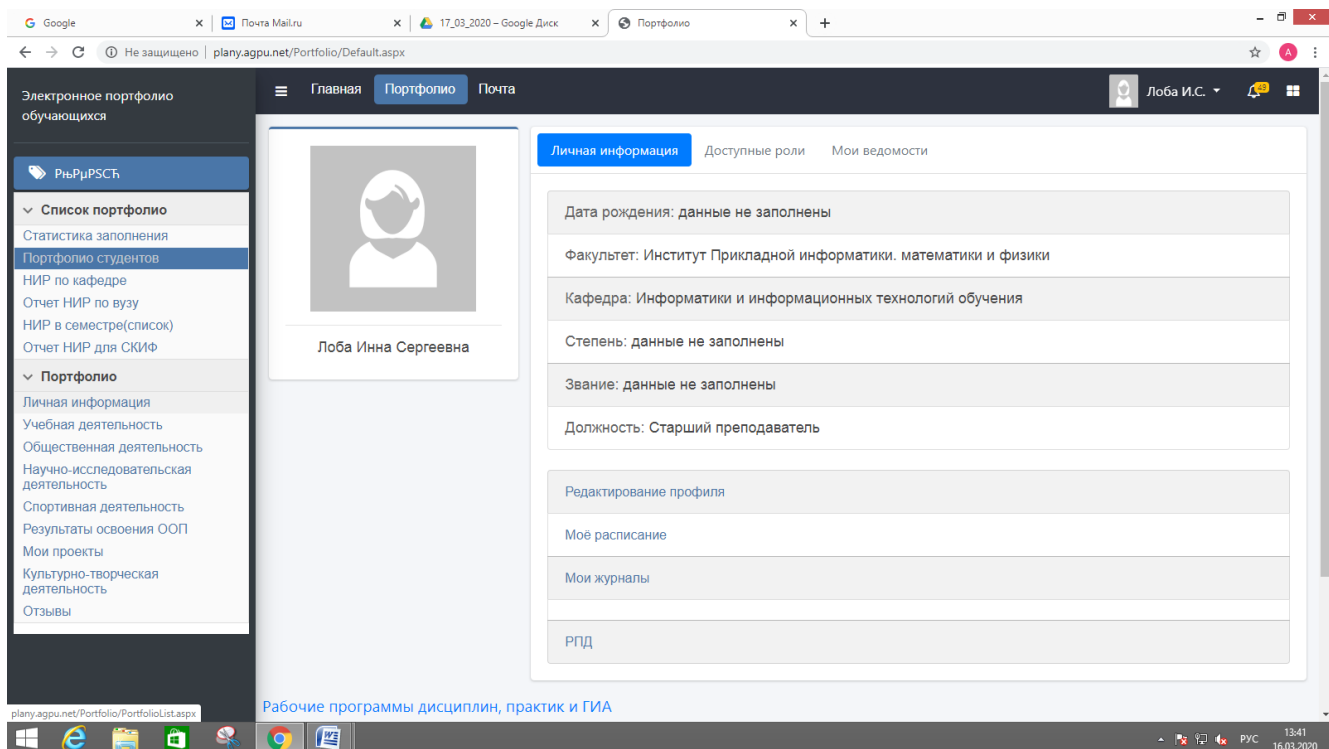 Google
Почта Mail.ru
17_03_2020 – Google Диск
Портфолио
Не защищено | plany.agpu.net/Portfolio/Default.aspx
A
Электронное портфолио
обучающихся
Главная Портфолио Почта
Лоба И.С.
РњРµРЅСЋ
Список портфолио
Статистика заполнения
Портфолио студентов
НИР по кафедре
Отчет НИР по вузу
НИР в семестре(список)
Отчет НИР для СКИФ
Портфолио
Личная информация
Учебная деятельность
Общественная деятельность
Научно-исследовательская
деятельность
Спортивная деятельность
Результаты освоения ООП
Мои проекты
Культурно-творческая
деятельность
Отзывы
Лоба Инна Сергеевна
Личная информация Доступные роли Мои ведомости
Дата рождения: данные не заполнены
Факультет: Институт Прикладной информатики. математики и физики
Кафедра: Информатики и информационных технологий обучения
Степень: данные не заполнены
Звание: данные не заполнены
Должность: Старший преподаватель
Редактирование профиля
Моё расписание
Мои журналы
РПД
Рабочие программы дисциплин, практик и ГИА
plany.agpu.net/Portfolio/PortfolioList.aspx
РУС
13:41
16.03.2020